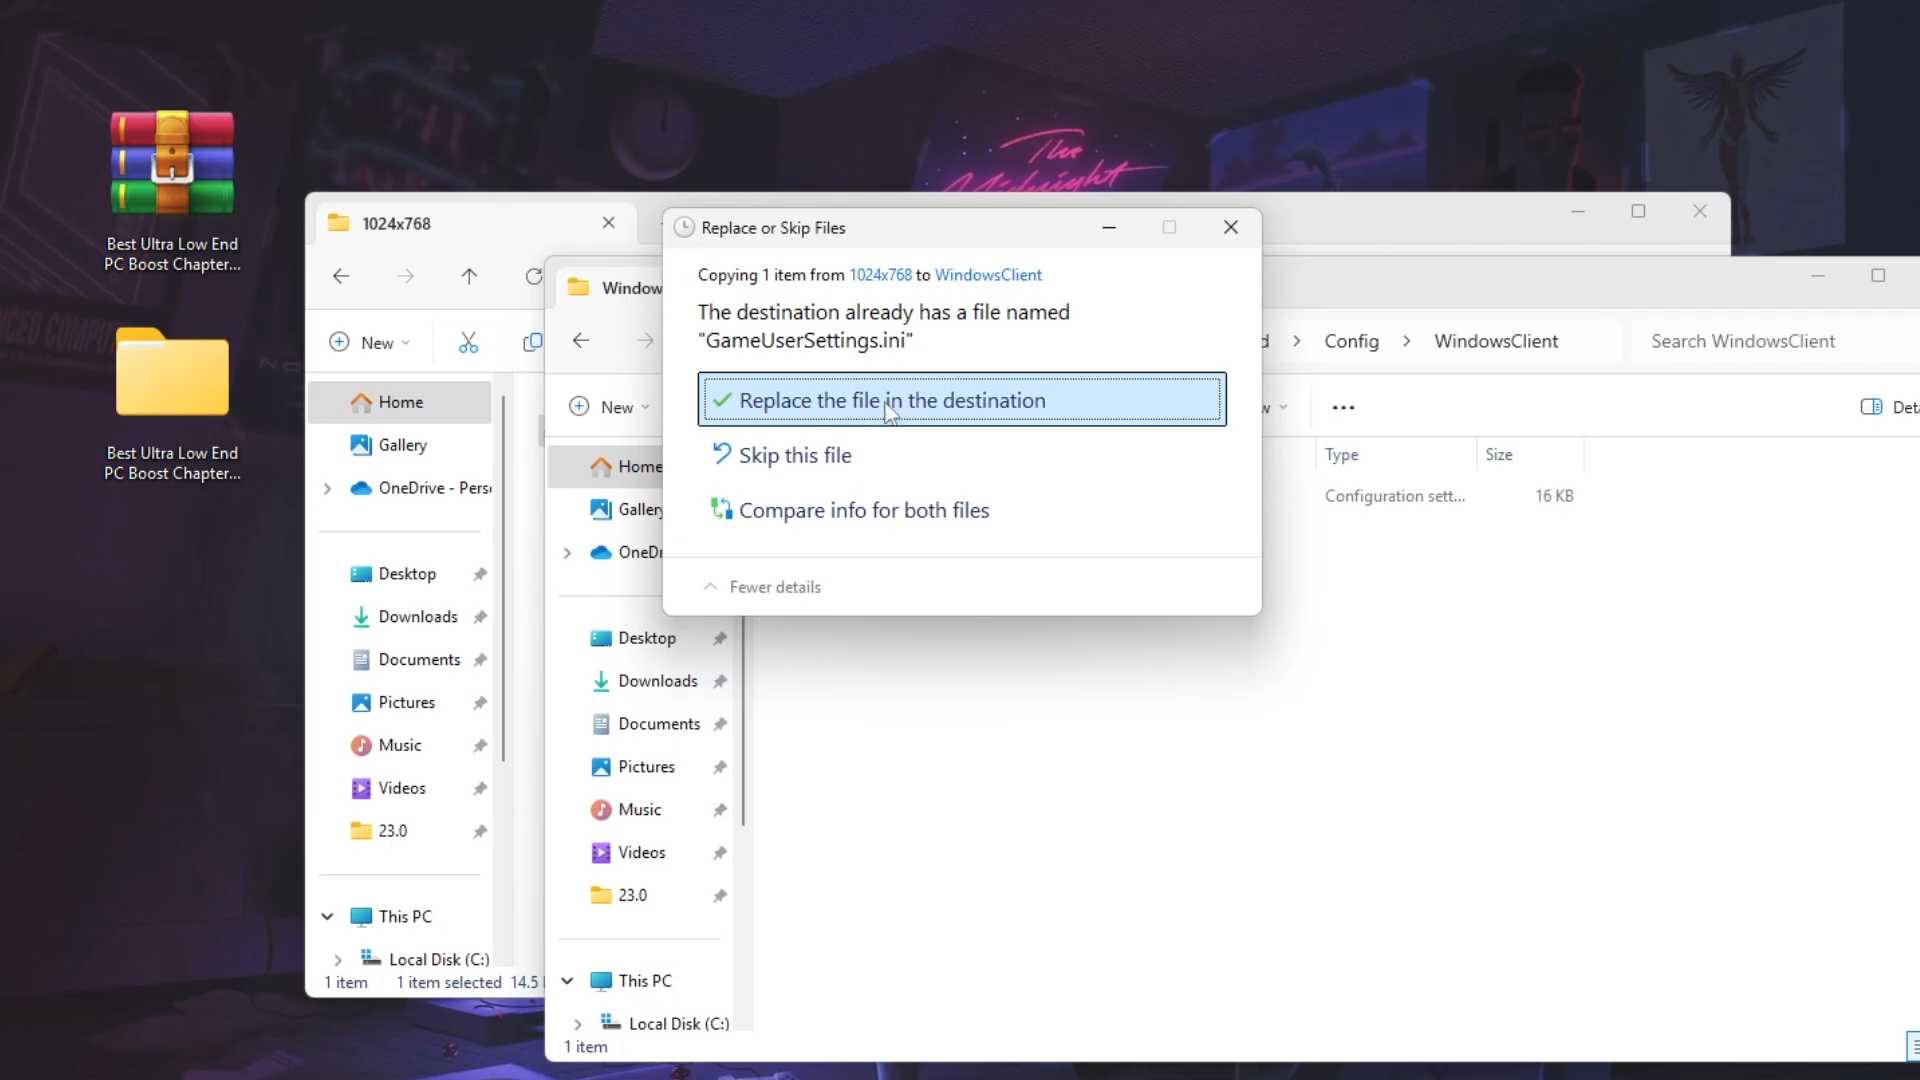 The
Midnight
Best Ultra Low End
PC Boost Chapter...
Best Ultra Low End
PC Boost Chapter...
1024x768
New
Home
Gallery
OneDrive - Pers
Desktop
Downloads
Documents
Pictures
Music
Videos
23.0
This PC
Local Disk (C:)
1 item 1 item selected 14.5
Window
Config WindowsClient Search WindowsClient
New
Deta
Type Size
Configuration sett... 16 KB
Home
Gallery
OneDr
Desktop
Downloads
Documents
Pictures
Music
Videos
23.0
This PC
Local Disk (C:)
1 item
Replace or Skip Files
Copying 1 item from 1024x768 to WindowsClient
The destination already has a file named
"GameUserSettings.ini"
Replace the file in the destination
Skip this file
Compare info for both files
Fewer details